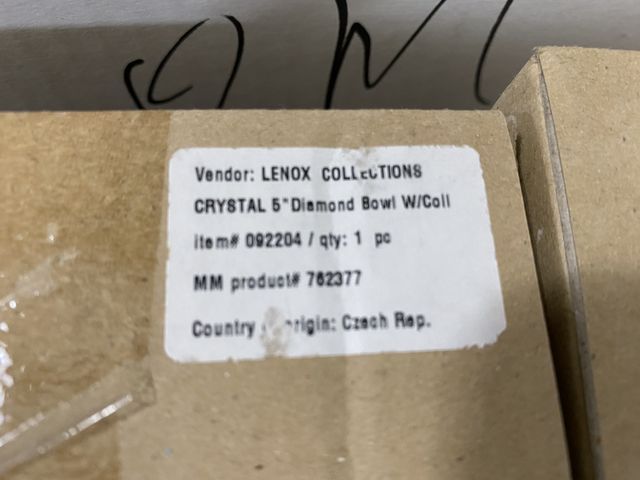 Vendor: LENOX COLLECTIONS
CRYSTAL 5" Diamond Bowl W/Coll
item# 092204 / qty: 1 pc
MM product# 762377
Country origin: Czech Rep.